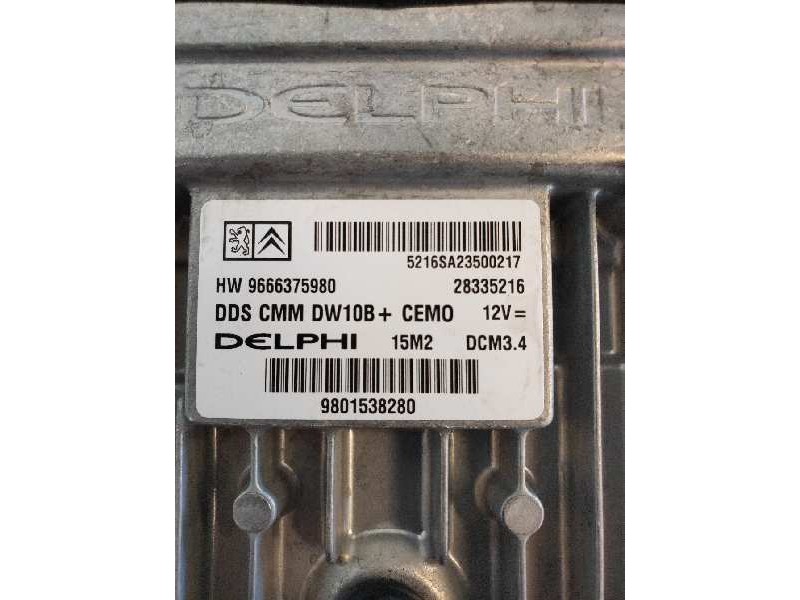 DELPHI
5216SA23500217
HW 9666375980 28335216
DDS CMM DW10B+ CEMO 12V=
DELPHI 15M2 DCM3.4
9801538280